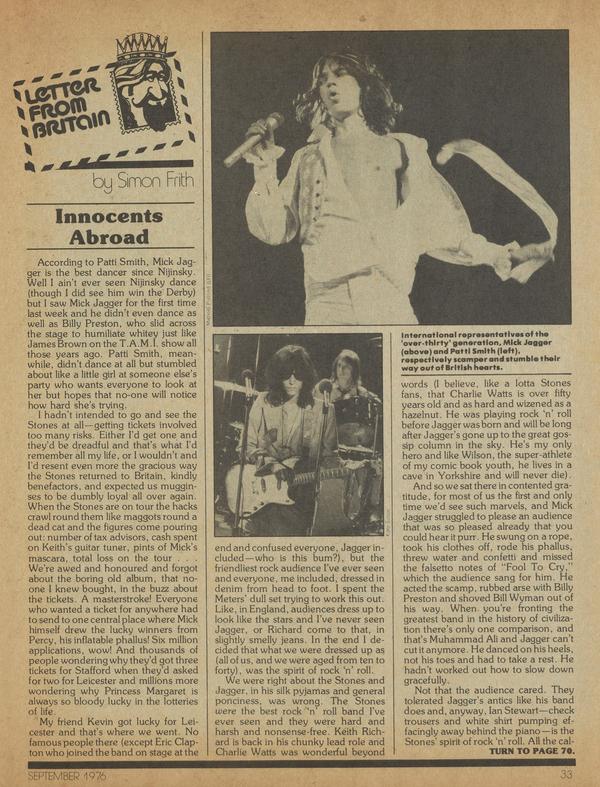 LETTER
FROM
BRITAIN
by Simon Frith
Innocents
Abroad
According to Patti Smith, Mick Jag-
ger is the best dancer since Nijinsky.
Well I ain't ever seen Nijinsky dance
(though I did see him win the Derby)
but I saw Mick Jagger for the first time
last week and he didn't even dance as
well as Billy Preston, who slid across
the stage to humiliate whitey just like
James Brown on the T.A.M.I. show all
those years ago. Patti Smith, mean-
while, didn't dance at all but stumbled
about like a little girl at someone else's
party who wants everyone to look at
her but hopes that no-one will notice
how hard she's trying.
I hadn't intended to go and see the
Stones at all—getting tickets involved
too many risks. Either I'd get one and
they'd be dreadful and that's what I'd
remember all my life, or I wouldn't and
I'd resent even more the gracious way
the Stones returned to Britain, kindly
benefactors, and expected us muggin-
ses to be dumbly loyal all over again.
When the Stones are on tour the hacks
crawl round them like maggots round a
dead cat and the figures come pouring
out: number of tax advisors, cash spent
on Keith's guitar tuner, pints of Mick's
mascara, total loss on the tour . . .
We're awed and honoured and forgot
about the boring old album, that no-
one I knew bought, in the buzz about
the tickets. A masterstroke! Everyone
who wanted a ticket for anywhere had
to send to one central place where Mick
himself drew the lucky winners from
Percy, his inflatable phallus! Six million
applications, wow! And thousands of
people wondering why they'd got three
tickets for Stafford when they'd asked
for two for Leicester and millions more
wondering why Princess Margaret is
always so bloody lucky in the lotteries
of life.
My friend Kevin got lucky for Lei-
cester and that's where we went. No
famous people there (except Eric Clap-
ton who joined the band on stage at the
end and confused everyone, Jagger in-
cluded—who is this bum?), but the
friendliest rock audience I've ever seen
and everyone, me included, dressed in
denim from head to foot. I spent the
Meters' dull set trying to work this out.
Like, in England, audiences dress up to
look like the stars and I've never seen
Jagger, or Richard come to that, in
slightly smelly jeans. In the end I de-
cided that what we were dressed up as
(all of us, and we were aged from ten to
forty), was the spirit of rock 'n' roll.
We were right about the Stones and
Jagger, in his silk pyjamas and general
ponciness, was wrong. The Stones
were the best rock 'n' roll band I've
ever seen and they were hard and
harsh and nonsense-free. Keith Rich-
ard is back in his chunky lead role and
Charlie Watts was wonderful beyond
International representatives of the
'over-thirty' generation, Mick Jagger
(above) and Patti Smith (left),
respectively scamper and stumble their
way out of British hearts.
words (I believe, like a lotta Stones
fans, that Charlie Watts is over fifty
years old and as hard and wizened as a
hazelnut. He was playing rock 'n' roll
before Jagger was born and will be long
after Jagger's gone up to the great gos-
sip column in the sky. He's my only
hero and like Wilson, the super-athlete
of my comic book youth, he lives in a
cave in Yorkshire and will never die).
And so we sat there in contented gra-
titude, for most of us the first and only
time we'd see such marvels, and Mick
Jagger struggled to please an audience
that was pleased already that you
could hear it purr. He swung on a rope,
took his clothes off, rode his phallus,
threw water and confetti and missed
the falsetto notes of "Fool To Cry,"
which the audience sang for him. He
acted the scamp, rubbed arse with Billy
Preston and shoved Bill Wyman out of
his way. When you're fronting the
greatest band in the history of civiliza-
tion there's only one comparison, and
that's Muhammad Ali and Jagger can't
cut it anymore. He danced on his heels,
not his toes and had to take a rest. He
hadn't worked out how to slow down
gracefully.
Not that the audience cared. They
tolerated Jagger's antics like his band
does and, anyway, Ian Stewart—check
trousers and white shirt pumping ef-
facingly away behind the piano—is the
Stones' spirit of rock 'n' roll. All the cal-
TURN TO PAGE 70.
SEPTEMBER 1976
33